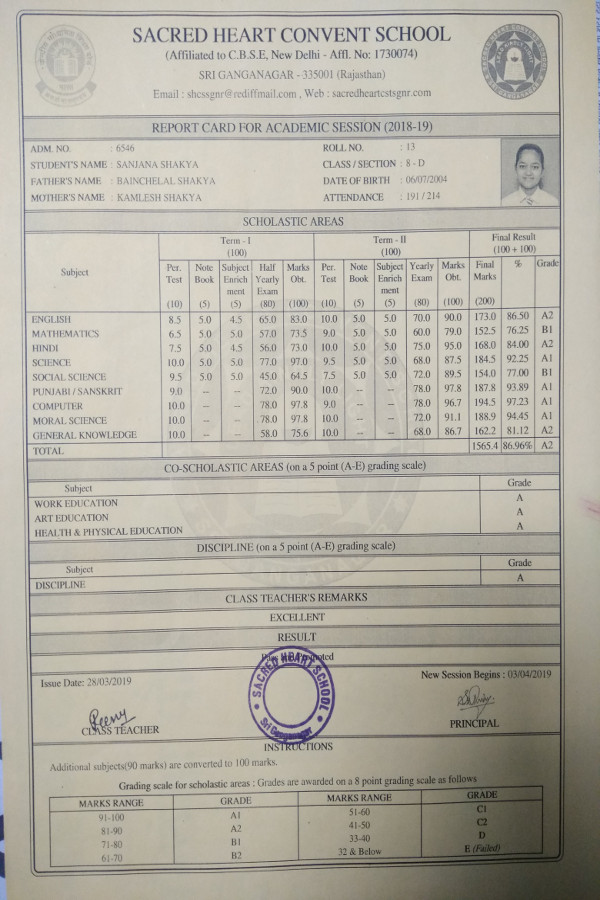 SACRED HEART CONVENT SCHOOL
(Affiliated to C.B.S.E, New Delhi - Affl. No: 1730074)
SRI GANGANAGAR - 335001 (Rajasthan)
Email : shcssgnr@rediffmail.com , Web : sacredheartcstsgnr.com
REPORT CARD FOR ACADEMIC SESSION (2018-19)
ADM. NO. : 6546 ROLL NO. : 13
STUDENT'S NAME : SANJANA SHAKYA CLASS / SECTION : 8 - D
FATHER'S NAME : BAINCHELAL SHAKYA DATE OF BIRTH : 06/07/2004
MOTHER'S NAME : KAMLESH SHAKYA ATTENDANCE : 191 / 214
SCHOLASTIC AREAS
Subject Term - I (100) Term - II (100) Final Result (100 + 100)
Per. Test (10) Note Book (5) Subject Enrich ment (5) Half Yearly Exam (80) Marks Obt. (100) Per. Test (10) Note Book (5) Subject Enrich ment (5) Yearly Exam (80) Marks Obt. (100) Final Marks (200) % Grade
ENGLISH 8.5 5.0 4.5 65.0 83.0 10.0 5.0 5.0 70.0 90.0 173.0 86.50 A2
MATHEMATICS 6.5 5.0 5.0 57.0 73.5 9.0 5.0 5.0 60.0 79.0 152.5 76.25 B1
HINDI 7.5 5.0 4.5 56.0 73.0 10.0 5.0 5.0 75.0 95.0 168.0 84.00 A2
SCIENCE 10.0 5.0 5.0 77.0 97.0 9.5 5.0 5.0 68.0 87.5 184.5 92.25 A1
SOCIAL SCIENCE 9.5 5.0 5.0 45.0 64.5 7.5 5.0 5.0 72.0 89.5 154.0 77.00 B1
PUNJABI / SANSKRIT 9.0 -- -- 72.0 90.0 10.0 -- -- 78.0 97.8 187.8 93.89 A1
COMPUTER 10.0 -- -- 78.0 97.8 9.0 -- -- 78.0 96.7 194.5 97.23 A1
MORAL SCIENCE 10.0 -- -- 78.0 97.8 10.0 -- -- 72.0 91.1 188.9 94.45 A1
GENERAL KNOWLEDGE 10.0 -- -- 58.0 75.6 10.0 -- -- 68.0 86.7 162.2 81.12 A2
TOTAL 1565.4 86.96% A2
CO-SCHOLASTIC AREAS (on a 5 point (A-E) grading scale)
Subject Grade
WORK EDUCATION A
ART EDUCATION A
HEALTH & PHYSICAL EDUCATION A
DISCIPLINE (on a 5 point (A-E) grading scale)
Subject Grade
DISCIPLINE A
CLASS TEACHER'S REMARKS
EXCELLENT
RESULT
Issue Date: 28/03/2019 New Session Begins : 03/04/2019
SACRED HEART SCHOOL
Sri Ganganagar
CLASS TEACHER PRINCIPAL
INSTRUCTIONS
Additional subjects(90 marks) are converted to 100 marks.
Grading scale for scholastic areas : Grades are awarded on a 8 point grading scale as follows
MARKS RANGE GRADE MARKS RANGE GRADE
91-100 A1 51-60 C1
81-90 A2 41-50 C2
71-80 B1 33-40 D
61-70 B2 32 & Below E (Failed)